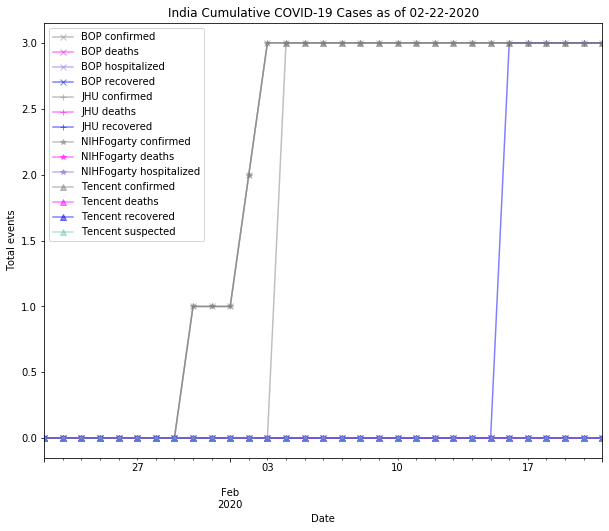 India Cumulative COVID-19 Cases as of 02-22-2020
BOP confirmed
BOP deaths
BOP hospitalized
BOP recovered
JHU confirmed
JHU deaths
JHU recovered
NIHFogarty confirmed
NIHFogarty deaths
NIHFogarty hospitalized
Tencent confirmed
Tencent deaths
Tencent recovered
Tencent suspected
3.0
2.5
2.0
1.5
1.0
0.5
0.0
Total events
27
03
10
17
Feb
2020
Date